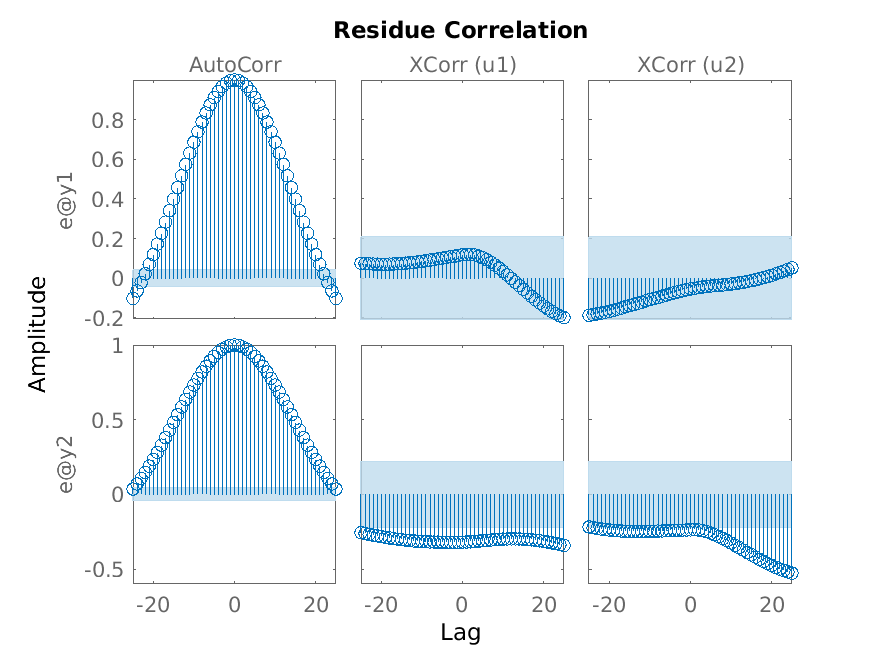 Residue Correlation
AutoCorr
XCorr (u1)
XCorr (u2)
Amplitude
e@y1
0.8
0.6
0.4
0.2
0
-0.2
e@y2
1
0.5
0
-0.5
-20 0 20
-20 0 20
-20 0 20
Lag